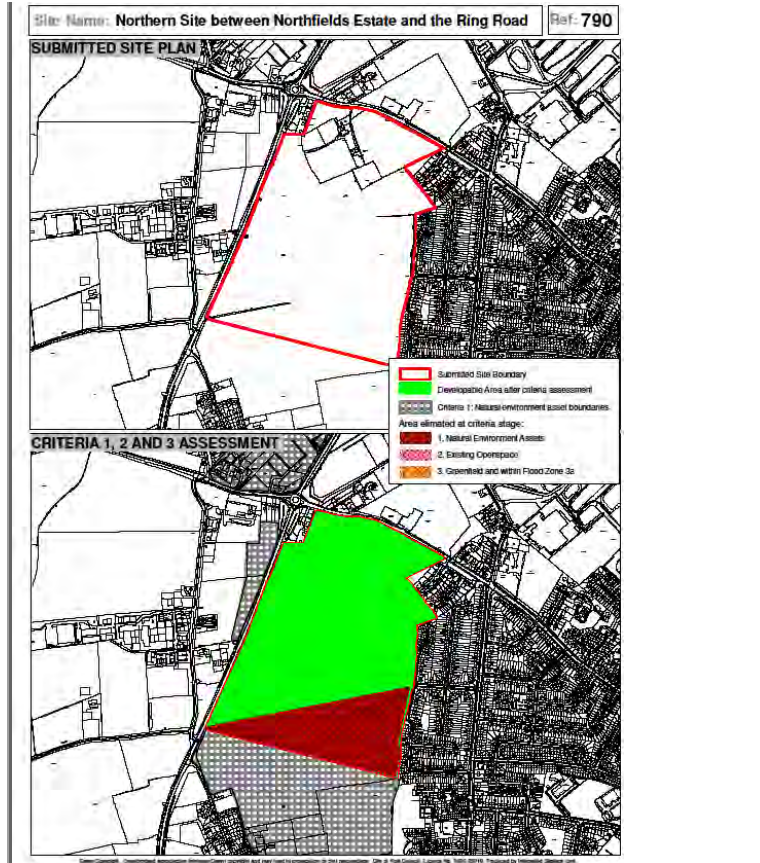 Site Name: Northern Site between Northfields Estate and the Ring Road Ref: 790
SUBMITTED SITE PLAN
Submitted Site Boundary
Developable Area after criteria assessment
Criteria 1: Natural environment asset boundaries
Area elimated at criteria stage:
1. Natural Environment Assets
2. Existing Openspace
3. Greenfield and within Flood Zone 3a
CRITERIA 1, 2 AND 3 ASSESSMENT